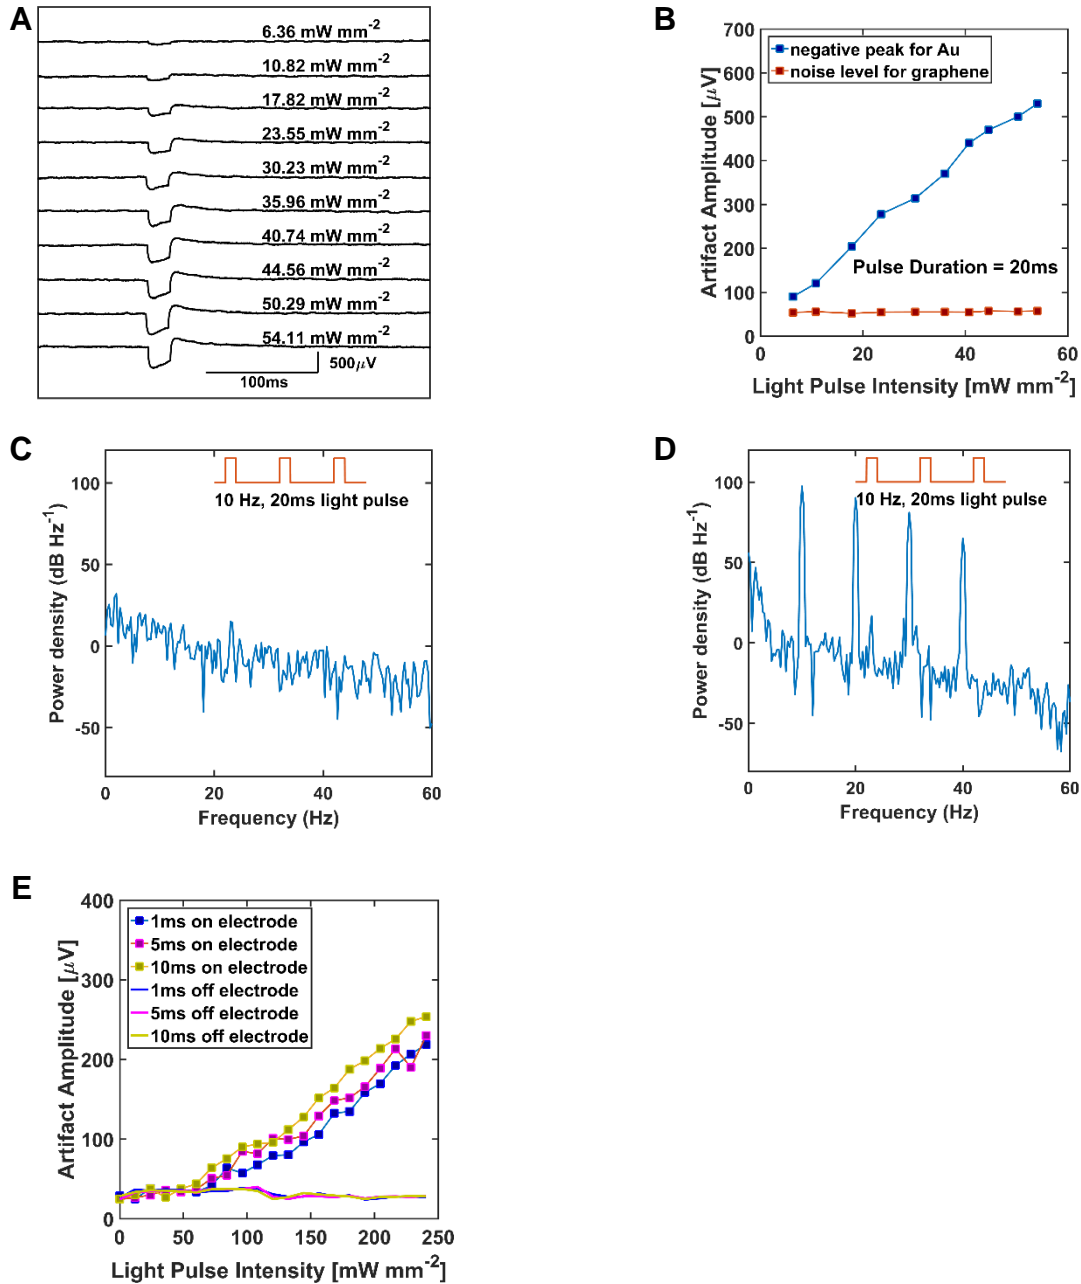 A
6.36 mW mm-2
10.82 mW mm-2
17.82 mW mm-2
23.55 mW mm-2
30.23 mW mm-2
35.96 mW mm-2
40.74 mW mm-2
44.56 mW mm-2
50.29 mW mm-2
54.11 mW mm-2
500μV
100ms
B
Artifact Amplitude [μV]
700
600
500
400
300
200
100
0
negative peak for Au
noise level for graphene
Pulse Duration = 20ms
0 20 40 60
Light Pulse Intensity [mW mm-2]
C
Power density (dB Hz-1)
100
50
0
-50
10 Hz, 20ms light pulse
0 20 40 60
Frequency (Hz)
D
Power density (dB Hz-1)
100
50
0
-50
10 Hz, 20ms light pulse
0 20 40 60
Frequency (Hz)
E
Artifact Amplitude [μV]
400
300
200
100
0
1ms on electrode
5ms on electrode
10ms on electrode
1ms off electrode
5ms off electrode
10ms off electrode
0 50 100 150 200 250
Light Pulse Intensity [mW mm-2]